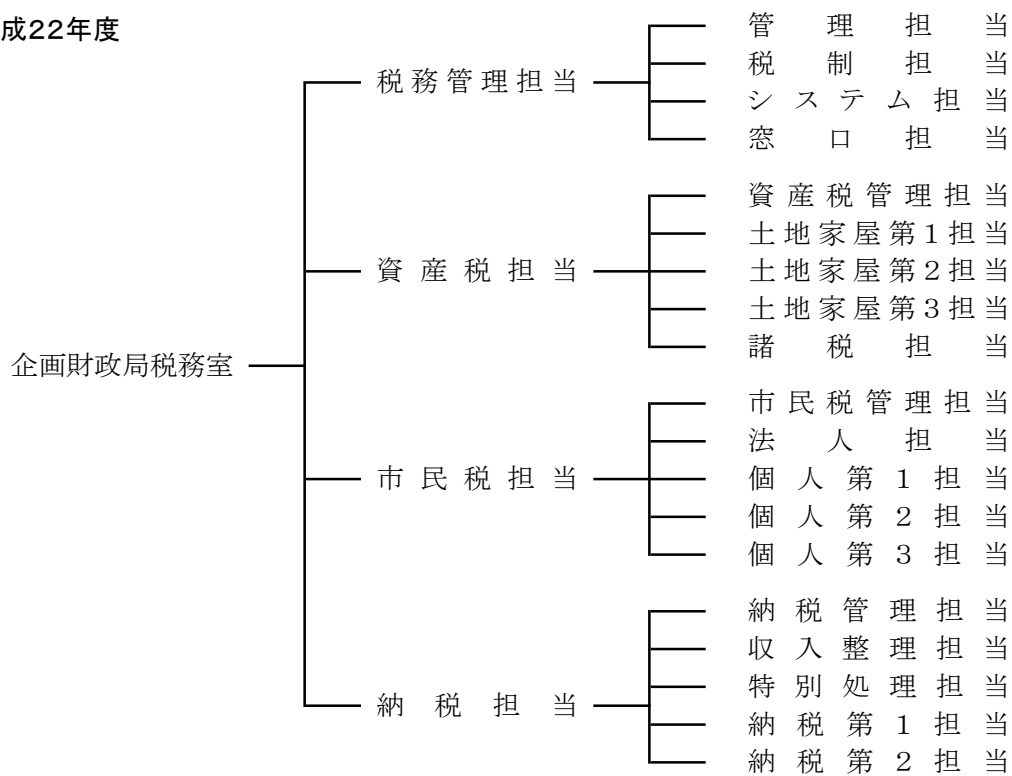 成22年度
企画財政局税務室
税務管理担当
管理担当
税制担当
システム担当
窓口担当
資産税担当
資産税管理担当
土地家屋第1担当
土地家屋第2担当
土地家屋第3担当
諸税担当
市民税担当
市民税管理担当
法人担当
個人第1担当
個人第2担当
個人第3担当
納税担当
納税管理担当
収入整理担当
特別処理担当
納税第1担当
納税第2担当